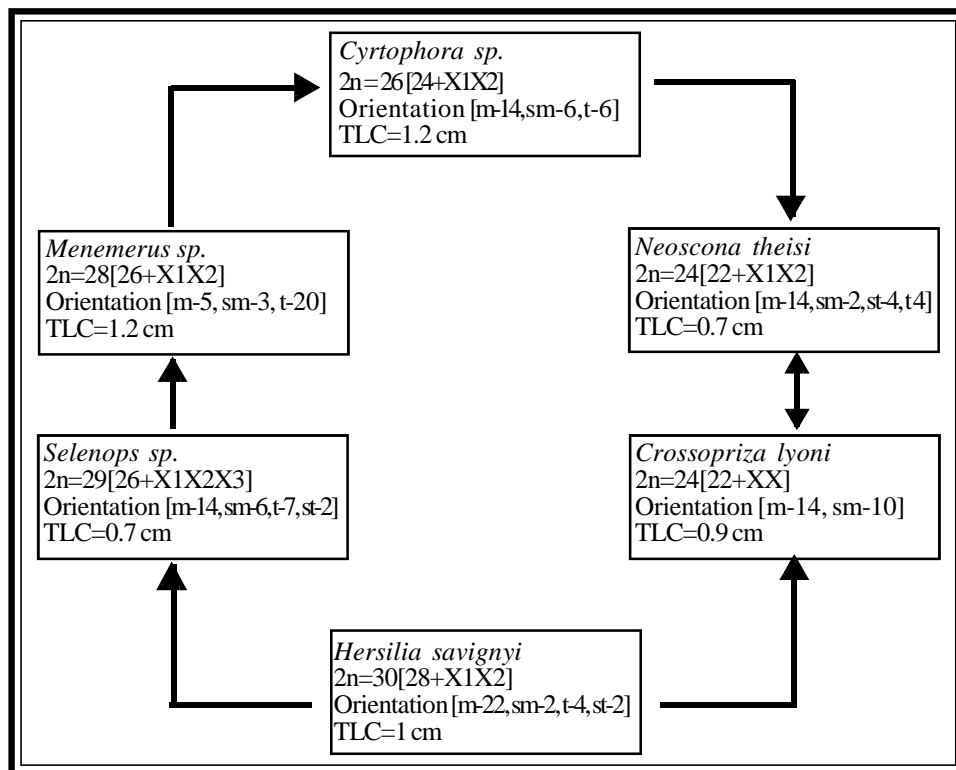 Cyrtophora sp.
2n=26[24+X1X2]
Orientation [m-14,sm-6,t-6]
TLC=1.2 cm
Menemerus sp.
2n=28[26+X1X2]
Orientation [m-5, sm-3, t-20]
TLC=1.2 cm
Neoscona theisi
2n=24[22+X1X2]
Orientation [m-14,sm-2,st-4,t4]
TLC=0.7 cm
Selenops sp.
2n=29[26+X1X2X3]
Orientation [m-14,sm-6,t-7,st-2]
TLC=0.7 cm
Crossopriza lyoni
2n=24[22+XX]
Orientation [m-14, sm-10]
TLC=0.9 cm
Hersilia savignyi
2n=30[28+X1X2]
Orientation [m-22,sm-2,t-4,st-2]
TLC=1 cm